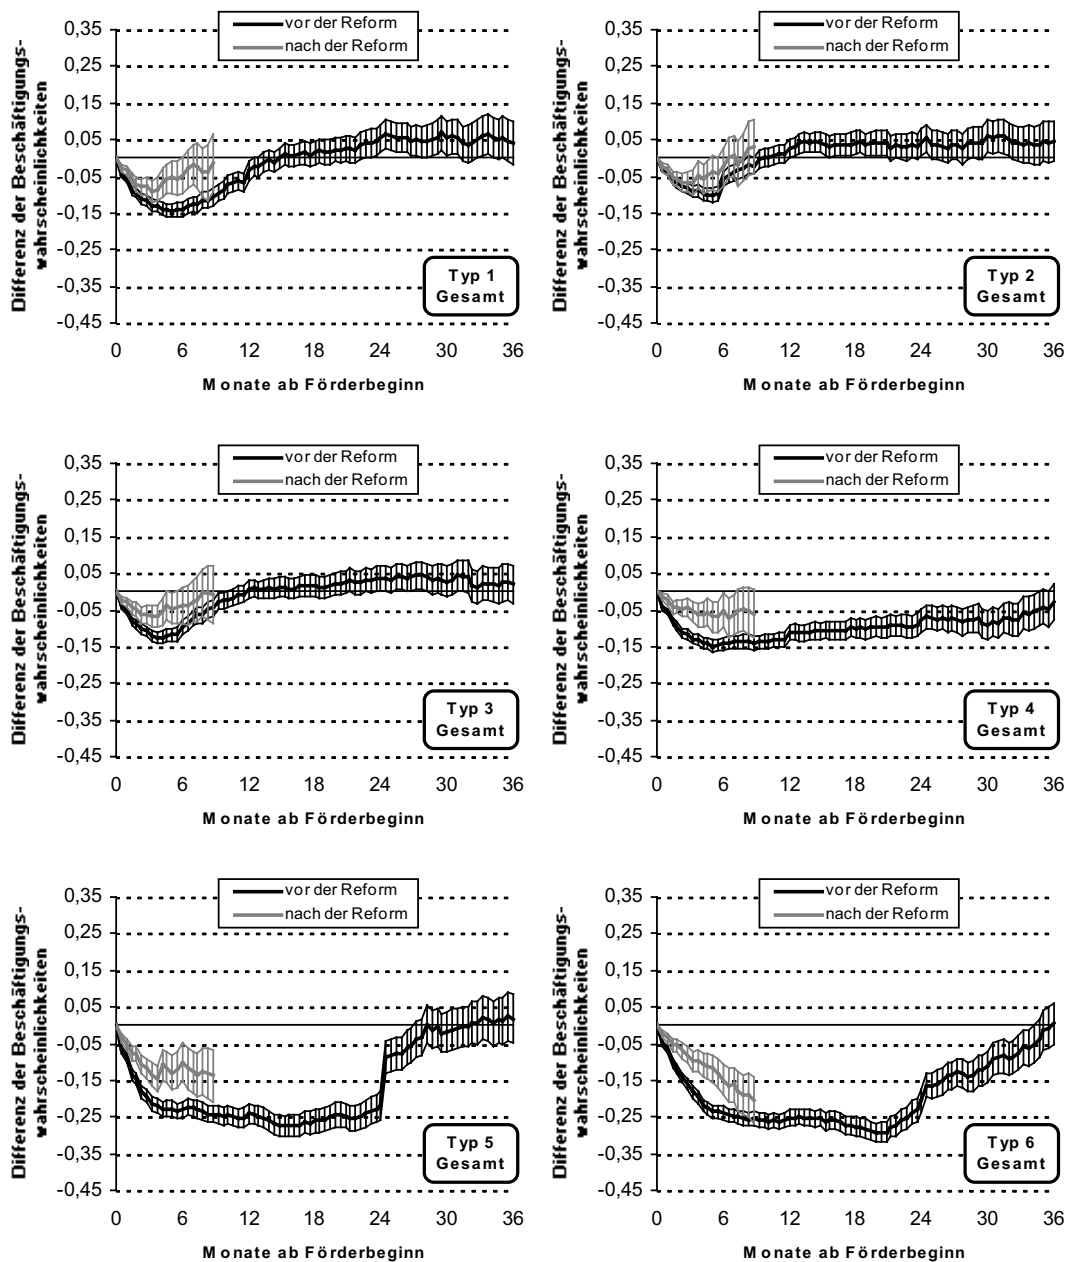 vor der Reform
nach der Reform
Differenz der Beschäftigungs-
wahrscheinlichkeiten
0,35
0,25
0,15
0,05
-0,05
-0,15
-0,25
-0,35
-0,45
Typ 1
Gesamt
0 6 12 18 24 30 36
Monate ab Förderbeginn
vor der Reform
nach der Reform
Differenz der Beschäftigungs-
wahrscheinlichkeiten
0,35
0,25
0,15
0,05
-0,05
-0,15
-0,25
-0,35
-0,45
Typ 2
Gesamt
0 6 12 18 24 30 36
Monate ab Förderbeginn
vor der Reform
nach der Reform
Differenz der Beschäftigungs-
wahrscheinlichkeiten
0,35
0,25
0,15
0,05
-0,05
-0,15
-0,25
-0,35
-0,45
Typ 3
Gesamt
0 6 12 18 24 30 36
Monate ab Förderbeginn
vor der Reform
nach der Reform
Differenz der Beschäftigungs-
wahrscheinlichkeiten
0,35
0,25
0,15
0,05
-0,05
-0,15
-0,25
-0,35
-0,45
Typ 4
Gesamt
0 6 12 18 24 30 36
Monate ab Förderbeginn
vor der Reform
nach der Reform
Differenz der Beschäftigungs-
wahrscheinlichkeiten
0,35
0,25
0,15
0,05
-0,05
-0,15
-0,25
-0,35
-0,45
Typ 5
Gesamt
0 6 12 18 24 30 36
Monate ab Förderbeginn
vor der Reform
nach der Reform
Differenz der Beschäftigungs-
wahrscheinlichkeiten
0,35
0,25
0,15
0,05
-0,05
-0,15
-0,25
-0,35
-0,45
Typ 6
Gesamt
0 6 12 18 24 30 36
Monate ab Förderbeginn